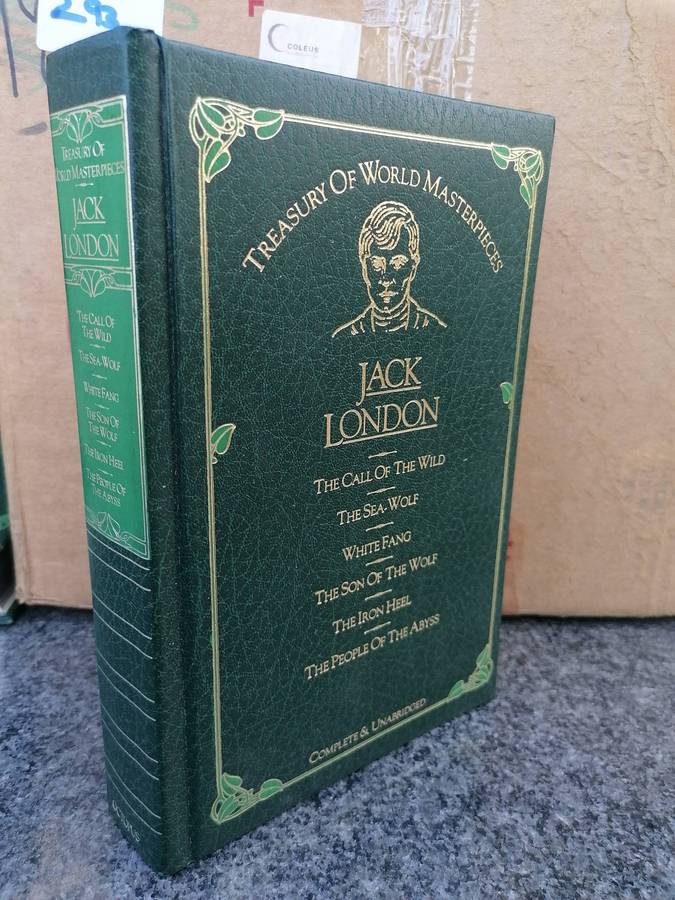 293
COLEUS
TREASURY OF
WORLD MASTERPIECES
JACK
LONDON
THE CALL OF
THE WILD
THE SEA-WOLF
WHITE FANG
THE SON OF
THE WOLF
THE IRON HEEL
THE PEOPLE OF
THE ABYSS
TREASURY OF WORLD MASTERPIECES
JACK
LONDON
THE CALL OF THE WILD
THE SEA-WOLF
WHITE FANG
THE SON OF THE WOLF
THE IRON HEEL
THE PEOPLE OF THE ABYSS
COMPLETE & UNABRIDGED